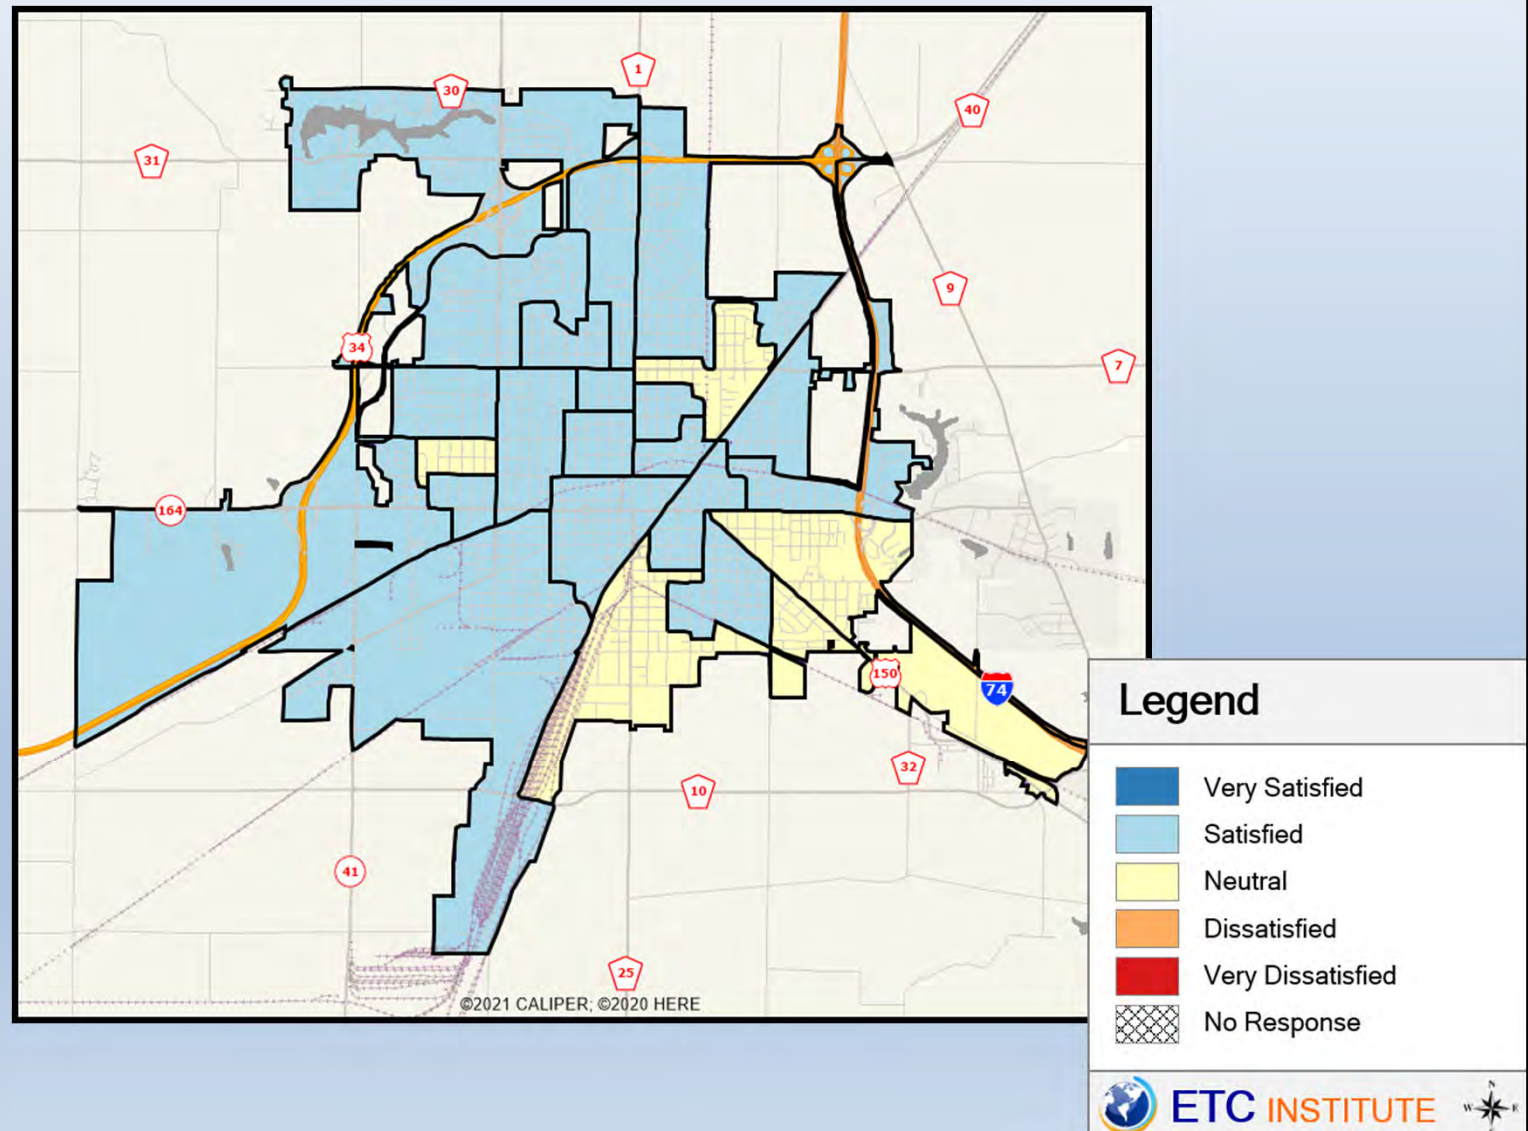 1
30
40
31
9
34
7
164
150
74
32
10
41
25
©2021 CALIPER; ©2020 HERE
Legend
Very Satisfied
Satisfied
Neutral
Dissatisfied
Very Dissatisfied
No Response
ETC INSTITUTE
N
W E
S